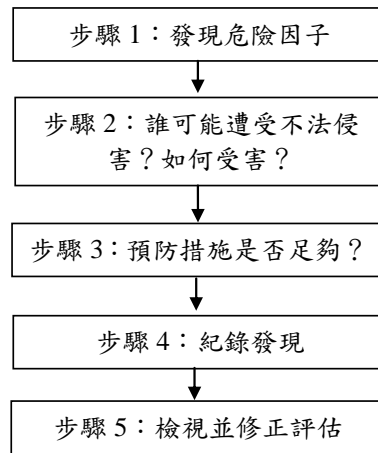 步驟 1：發現危險因子
步驟 2：誰可能遭受不法侵
害？如何受害？
步驟 3：預防措施是否足夠？
步驟 4：紀錄發現
步驟 5：檢視並修正評估